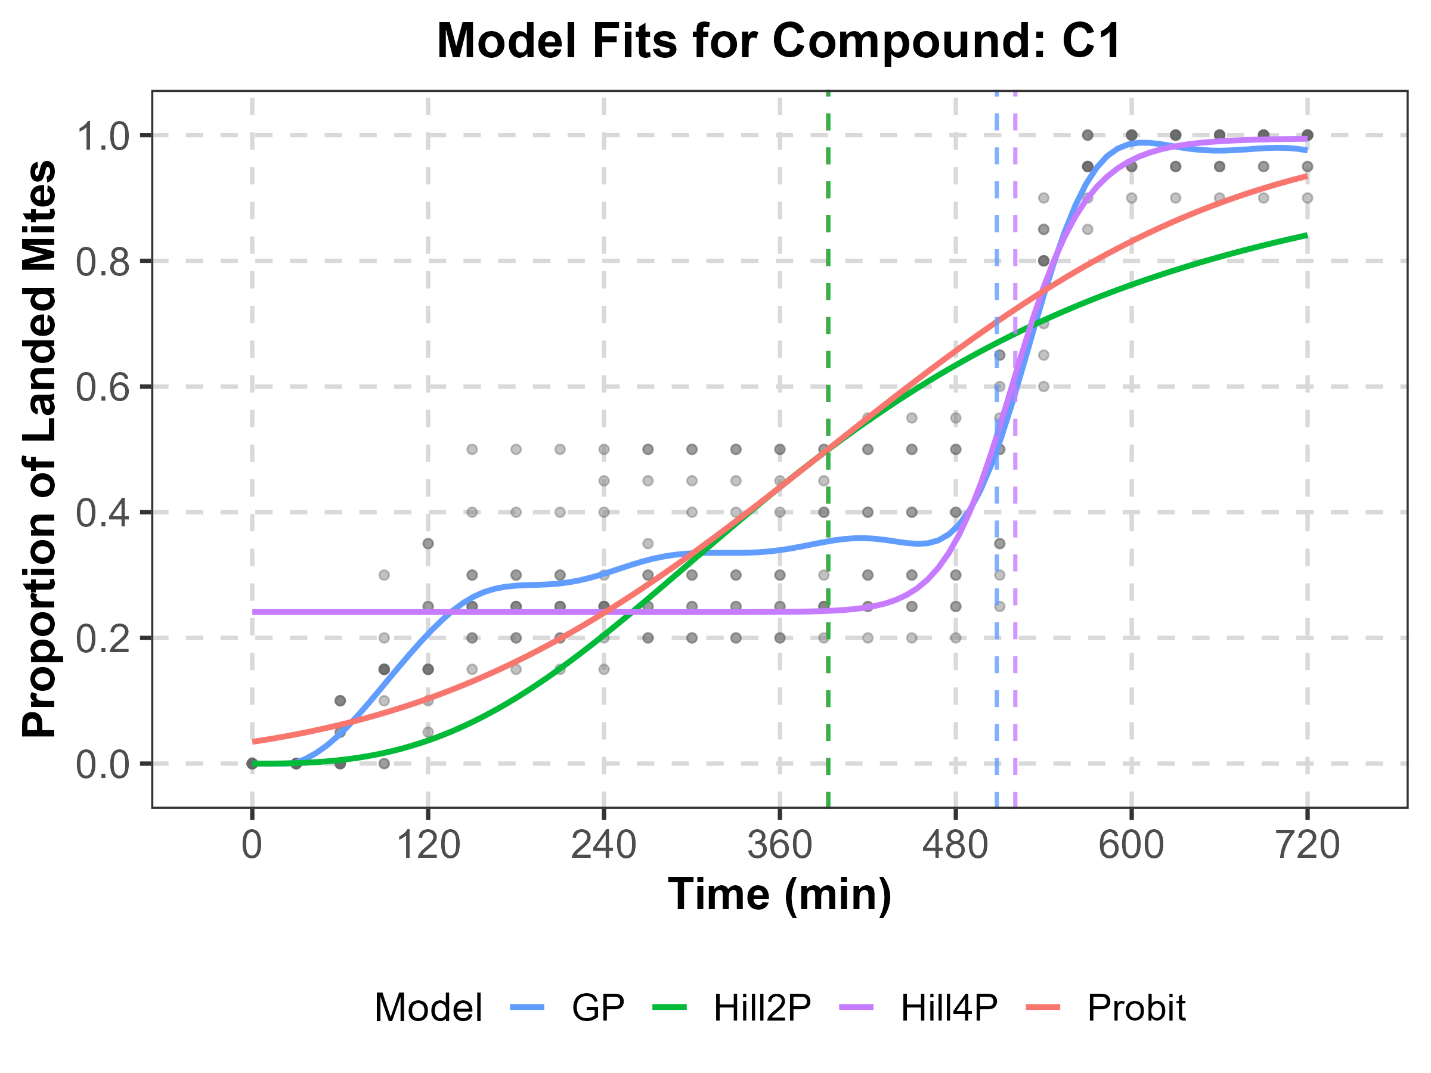 Model Fits for Compound: C1
Proportion of Landed Mites
1.0
0.8
0.6
0.4
0.2
0.0
0 120 240 360 480 600 720
Time (min)
Model GP Hill2P Hill4P Probit